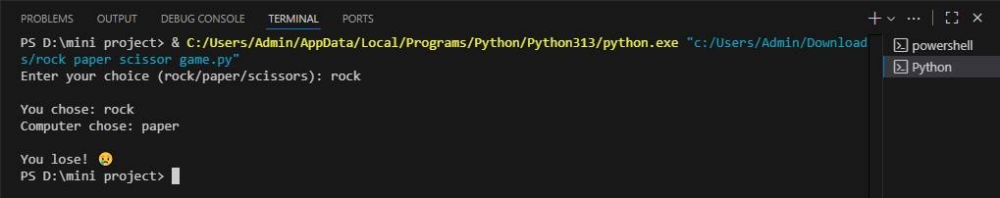 PROBLEMS OUTPUT DEBUG CONSOLE TERMINAL PORTS
PS D:\mini project> & C:/Users/Admin/AppData/Local/Programs/Python/Python313/python.exe "c:/Users/Admin/Download
s/rock paper scissor game.py"
Enter your choice (rock/paper/scissors): rock
You chose: rock
Computer chose: paper
You lose! 😥
PS D:\mini project>
powershell
Python